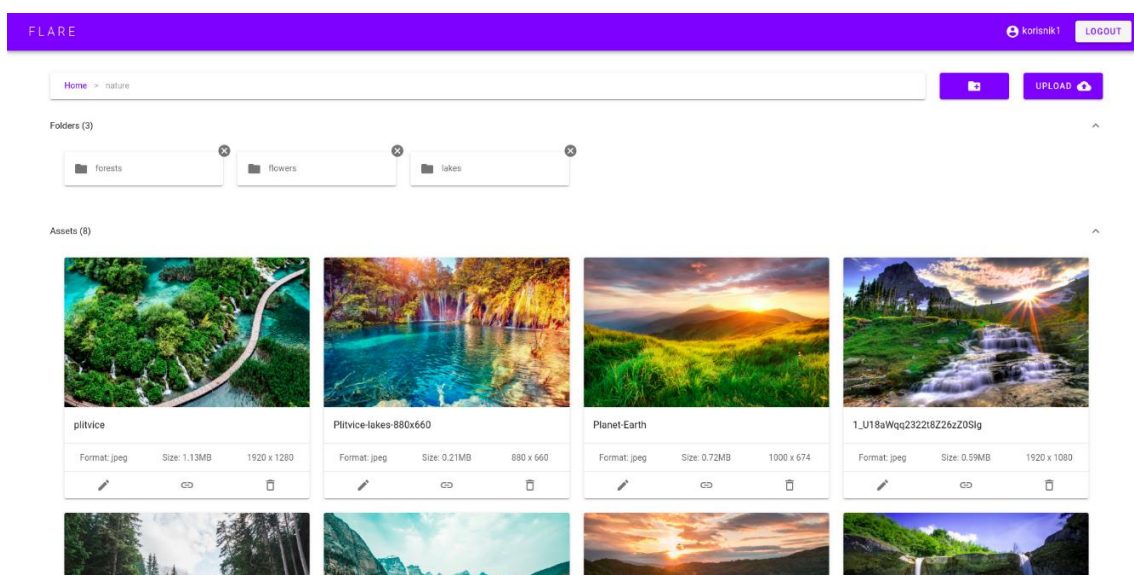 FLARE
korisnik1
LOGOUT
Home > nature
UPLOAD
Folders (3)
forests
flowers
lakes
Assets (8)
plitvice
Plitvice-lakes-880x660
Planet-Earth
1_U18aWqq2322t8Z26zZ0SIg
Format: jpeg Size: 1.13MB 1920 x 1280
Format: jpeg Size: 0.21MB 880 x 660
Format: jpeg Size: 0.72MB 1000 x 674
Format: jpeg Size: 0.59MB 1920 x 1080